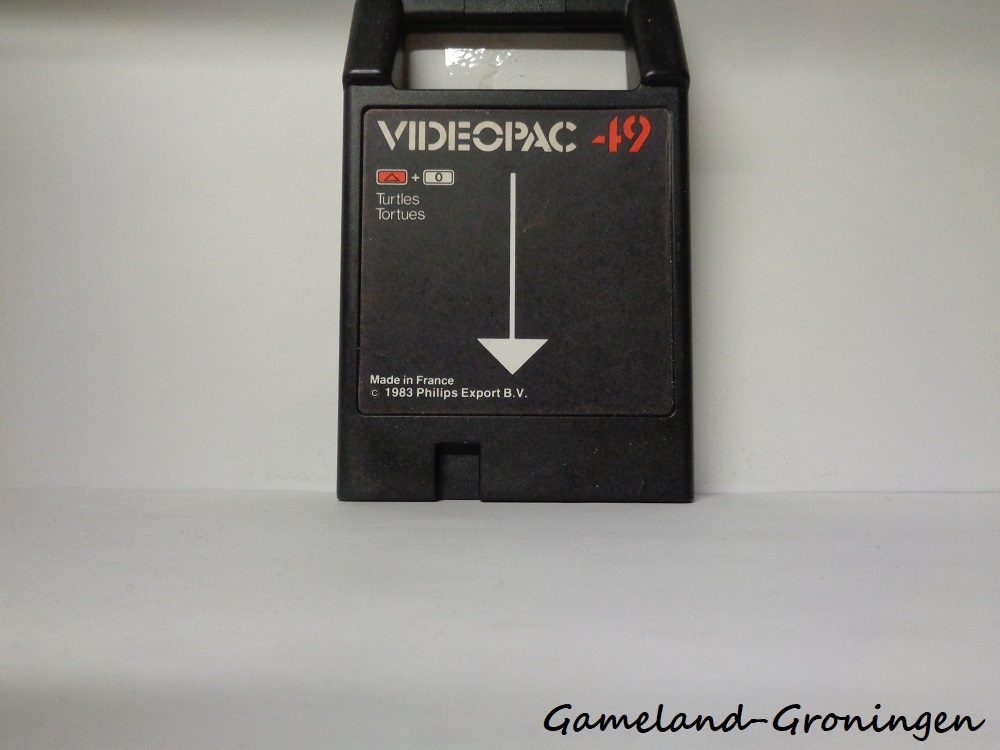 VIDEOPAC 49
+ 0
Turtles
Tortues
Made in France
© 1983 Philips Export B.V.
Gameland-Groningen